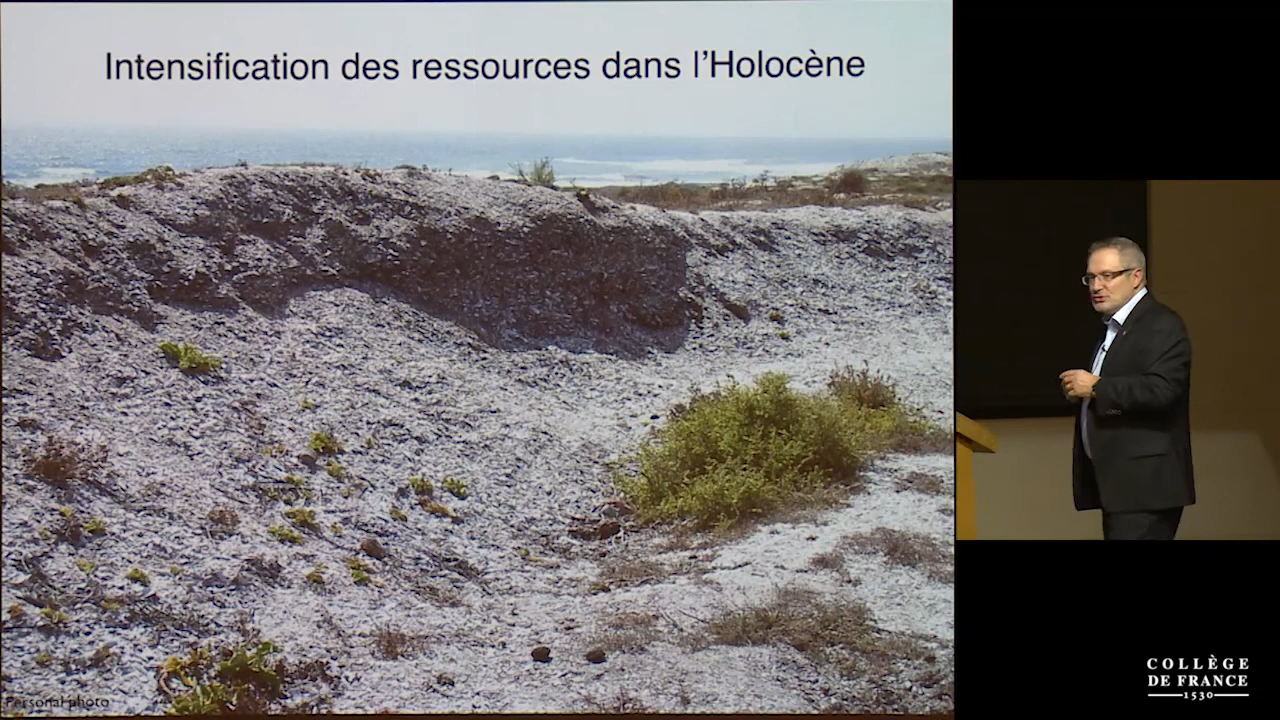 Intensification des ressources dans l'Holocène
Personal photo
COLLÈGE
DE FRANCE
1530